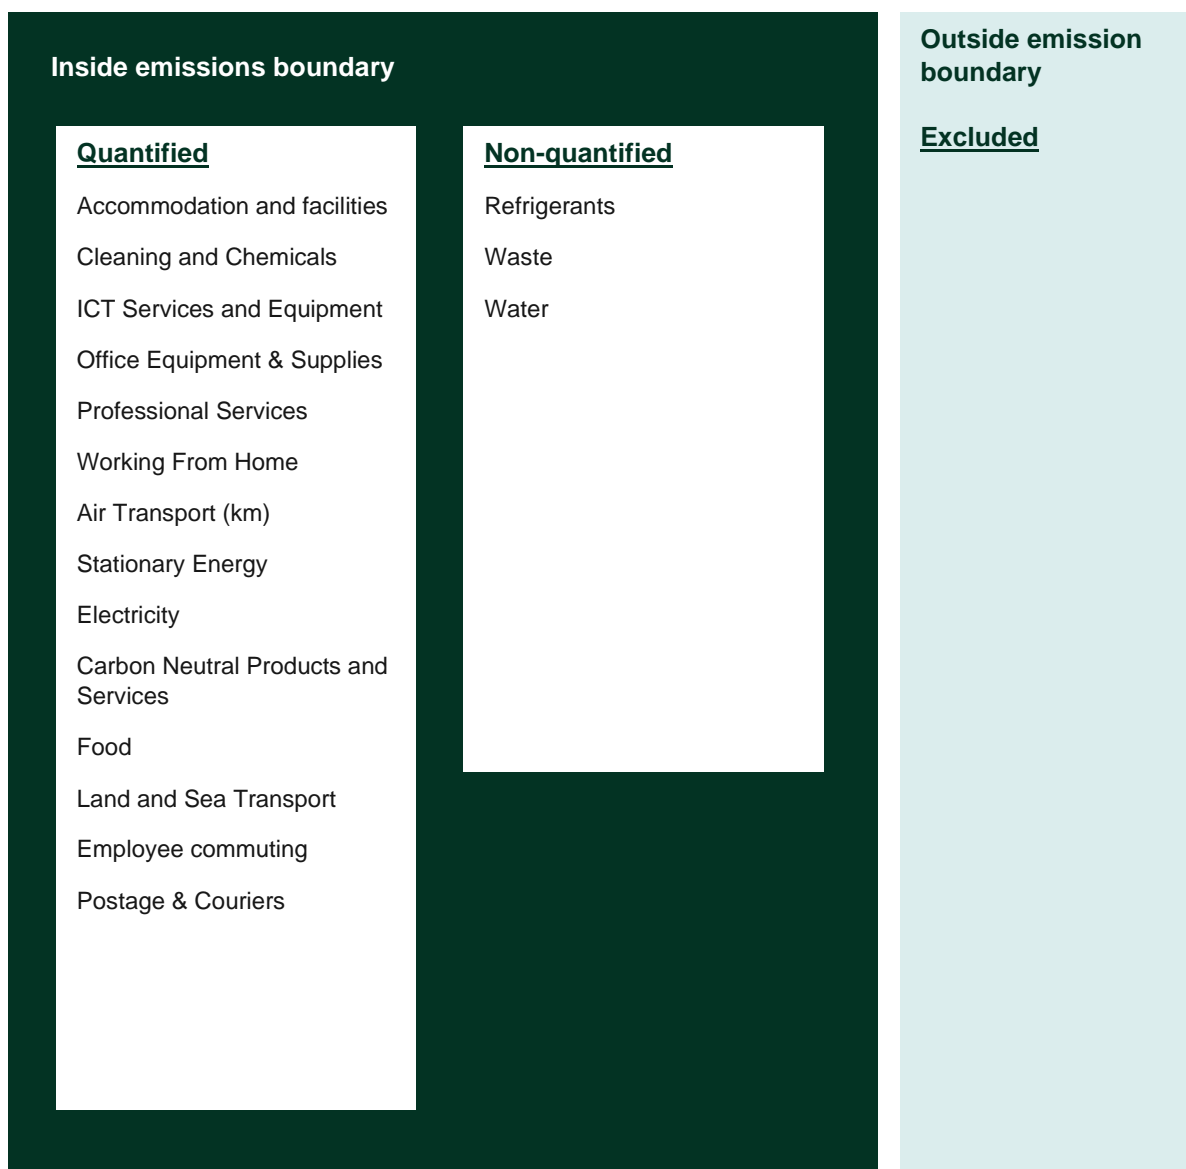 Inside emissions boundary
Quantified
Accommodation and facilities
Cleaning and Chemicals
ICT Services and Equipment
Office Equipment & Supplies
Professional Services
Working From Home
Air Transport (km)
Stationary Energy
Electricity
Carbon Neutral Products and
Services
Food
Land and Sea Transport
Employee commuting
Postage & Couriers
Non-quantified
Refrigerants
Waste
Water
Outside emission
boundary
Excluded